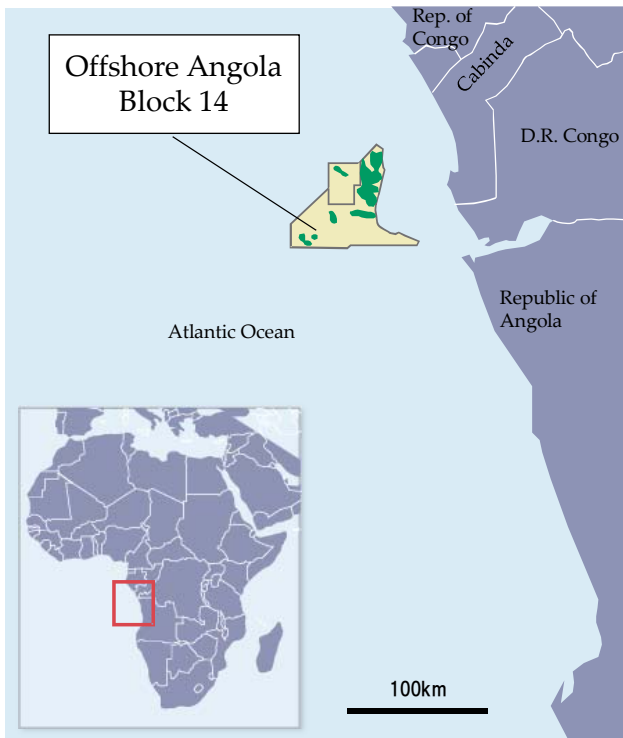 Rep. of
Congo
Cabinda
Offshore Angola
Block 14
D.R. Congo
Republic of
Angola
Atlantic Ocean
100km